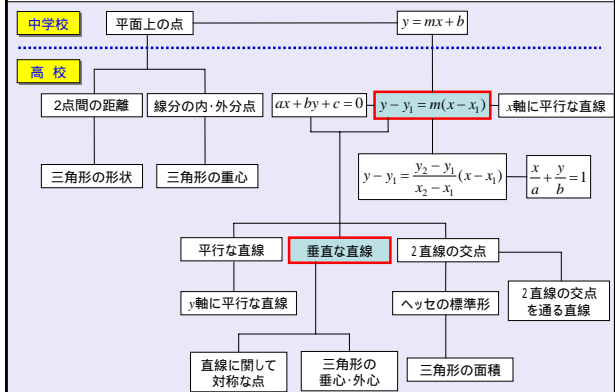 中学校
平面上の点
y=mx+b
高 校
2点間の距離
線分の内・外分点
ax+by+c=0
y−y₁=m(x−x₁)
x軸に平行な直線
三角形の形状
三角形の重心
y−y₁=\frac{y₂−y₁}{x₂−x₁}(x−x₁)
\frac{x}{a}+\frac{y}{b}=1
平行な直線
垂直な直線
2直線の交点
y軸に平行な直線
ヘッセの標準形
2直線の交点
を通る直線
直線に関して
対称な点
三角形の
垂心・外心
三角形の面積